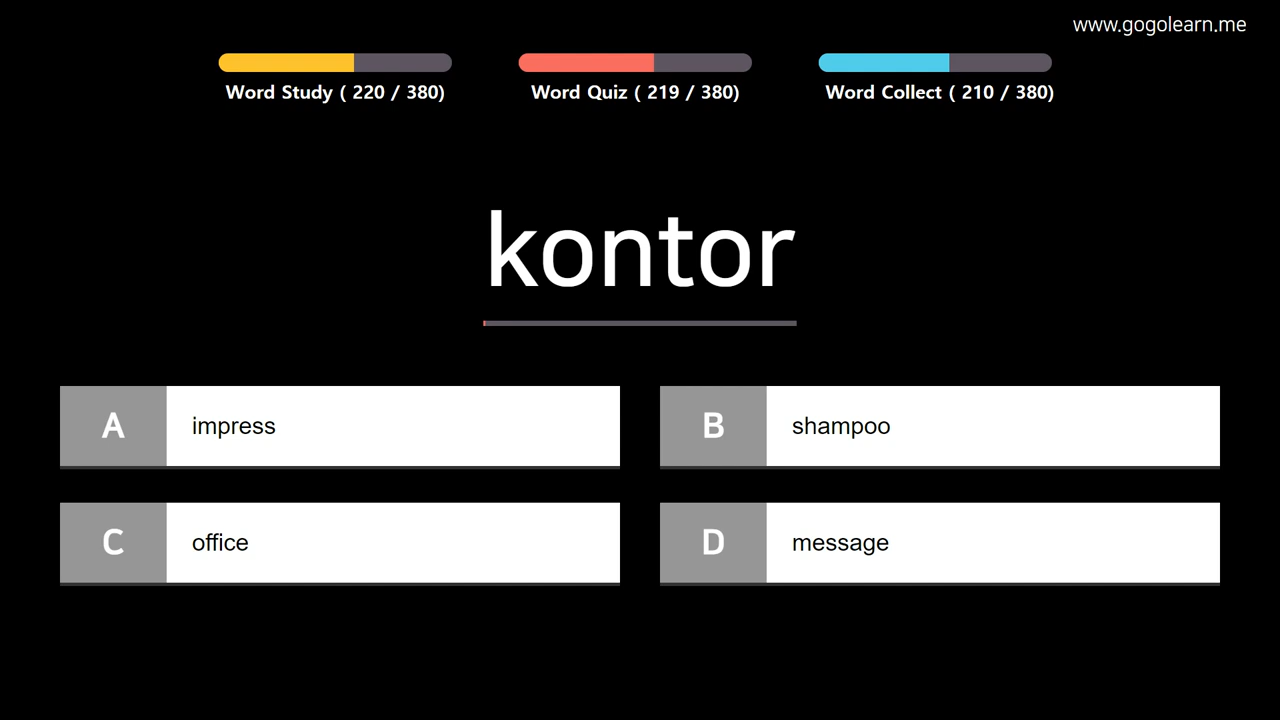 www.gogolearn.me
Word Study ( 220 / 380)
Word Quiz ( 219 / 380)
Word Collect ( 210 / 380)
kontor
A impress
B shampoo
C office
D message